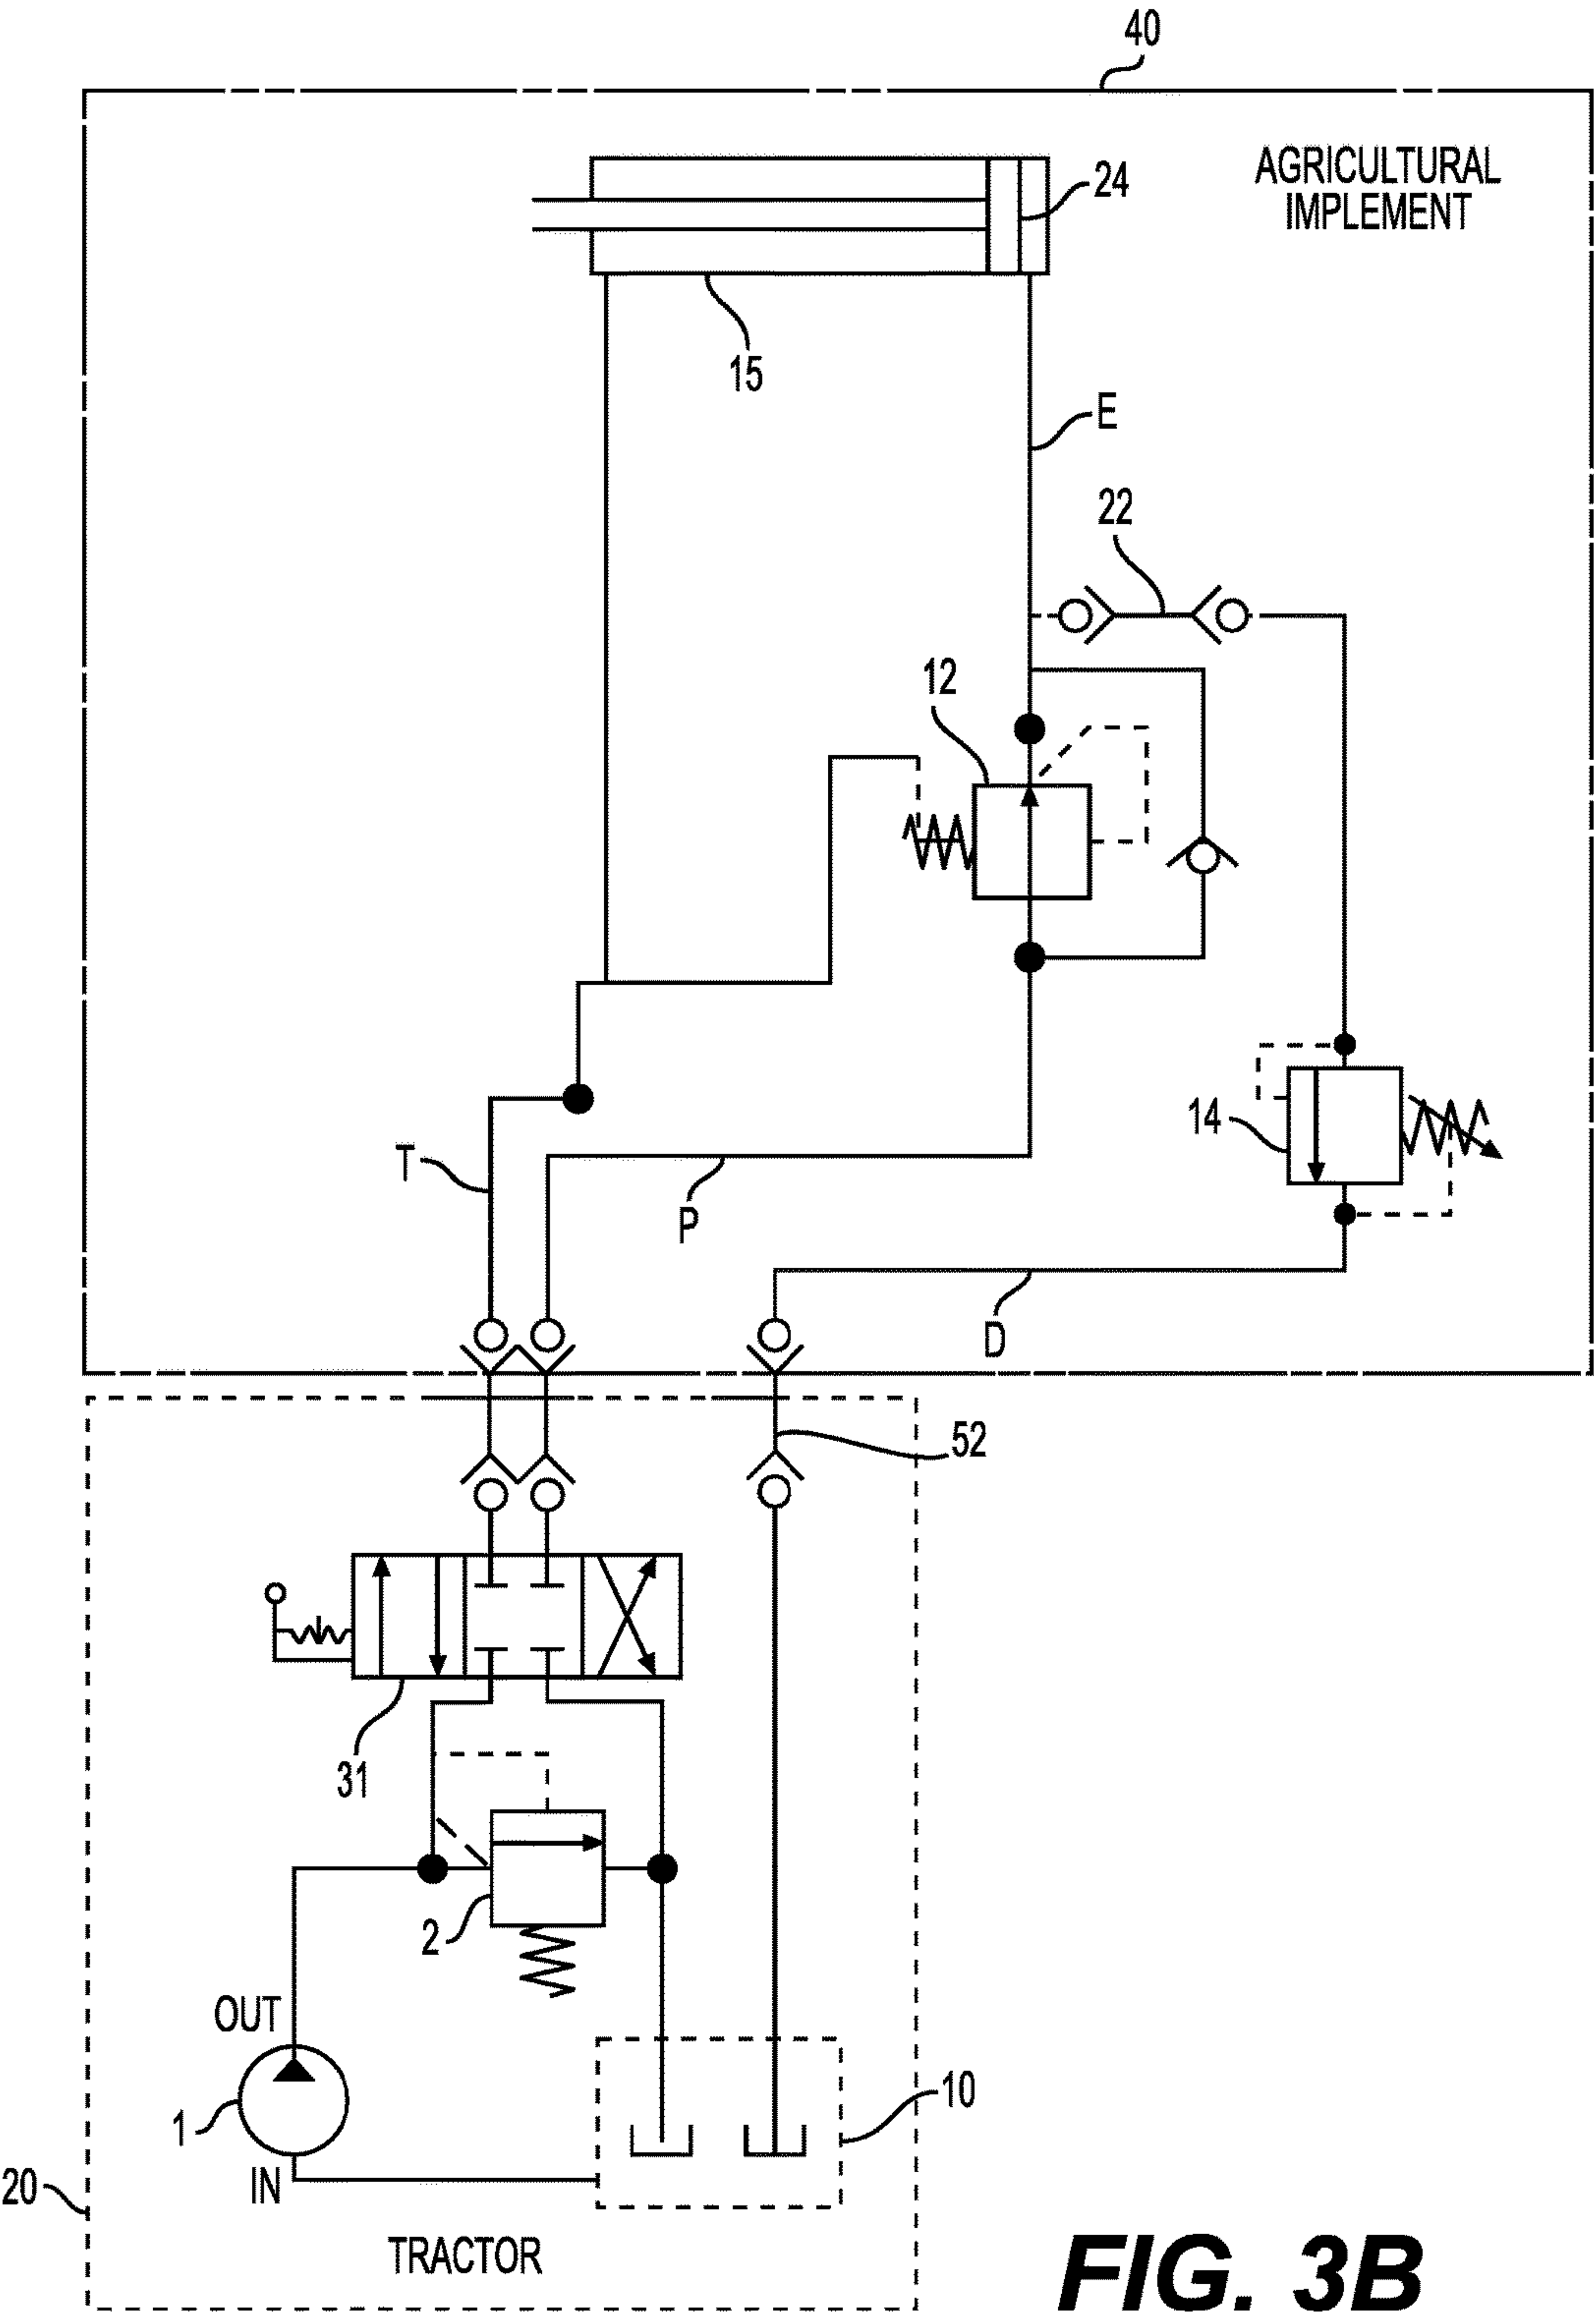 40
AGRICULTURAL
IMPLEMENT
24
15
E
22
12
14
T
P
D
52
31
2
OUT
1
10
IN
20
TRACTOR
FIG. 3B